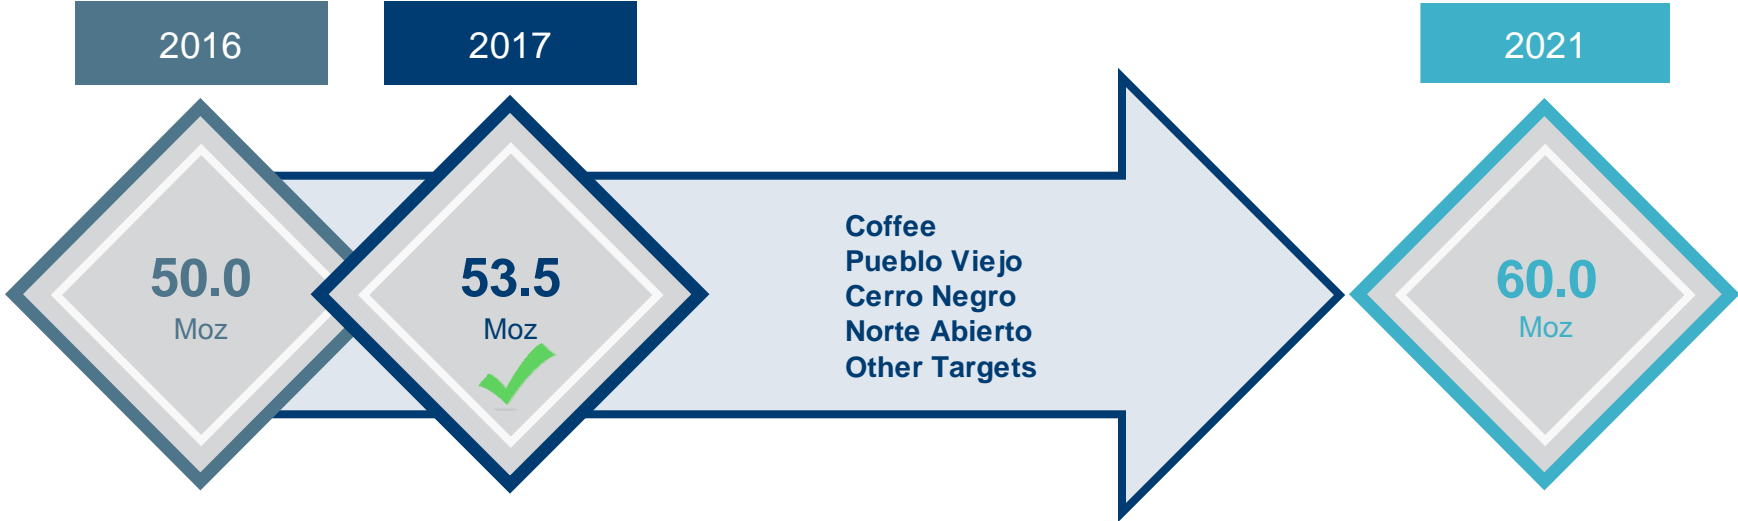 2016
2017
2021
50.0
Moz
53.5
Moz
Coffee
Pueblo Viejo
Cerro Negro
Norte Abierto
Other Targets
60.0
Moz